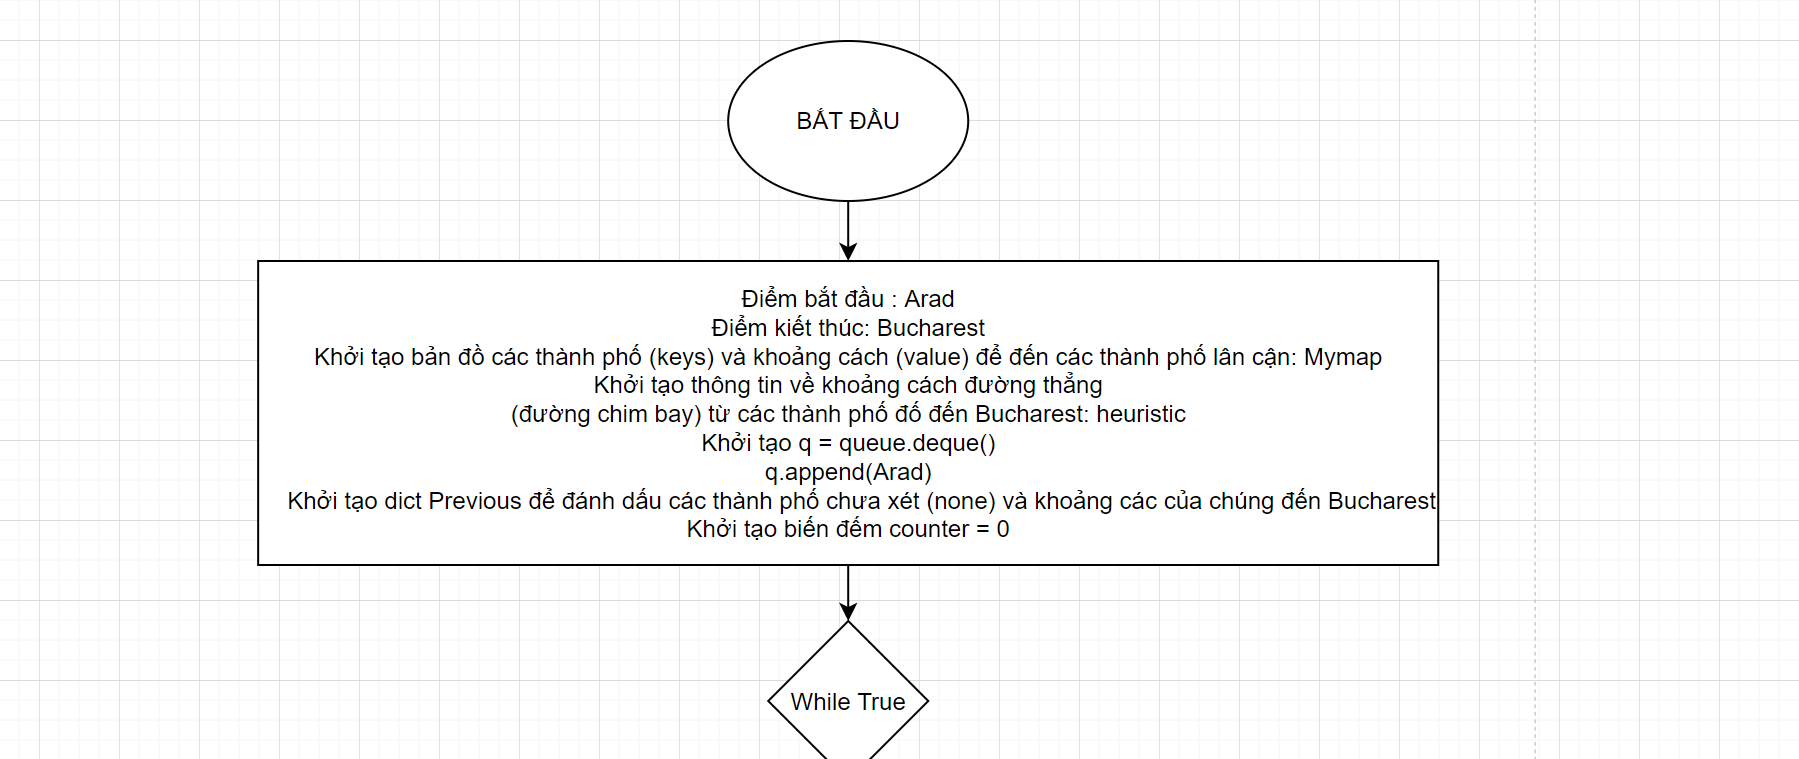 BẮT ĐẦU
Điểm bắt đầu : Arad
Điểm kiết thúc: Bucharest
Khởi tạo bản đồ các thành phố (keys) và khoảng cách (value) để đến các thành phố lân cận: Mymap
Khởi tạo thông tin về khoảng cách đường thẳng
(đường chim bay) từ các thành phố đố đến Bucharest: heuristic
Khởi tạo q = queue.deque()
q.append(Arad)
Khởi tạo dict Previous để đánh dấu các thành phố chưa xét (none) và khoảng các của chúng đến Bucharest
Khởi tạo biến đếm counter = 0
While True